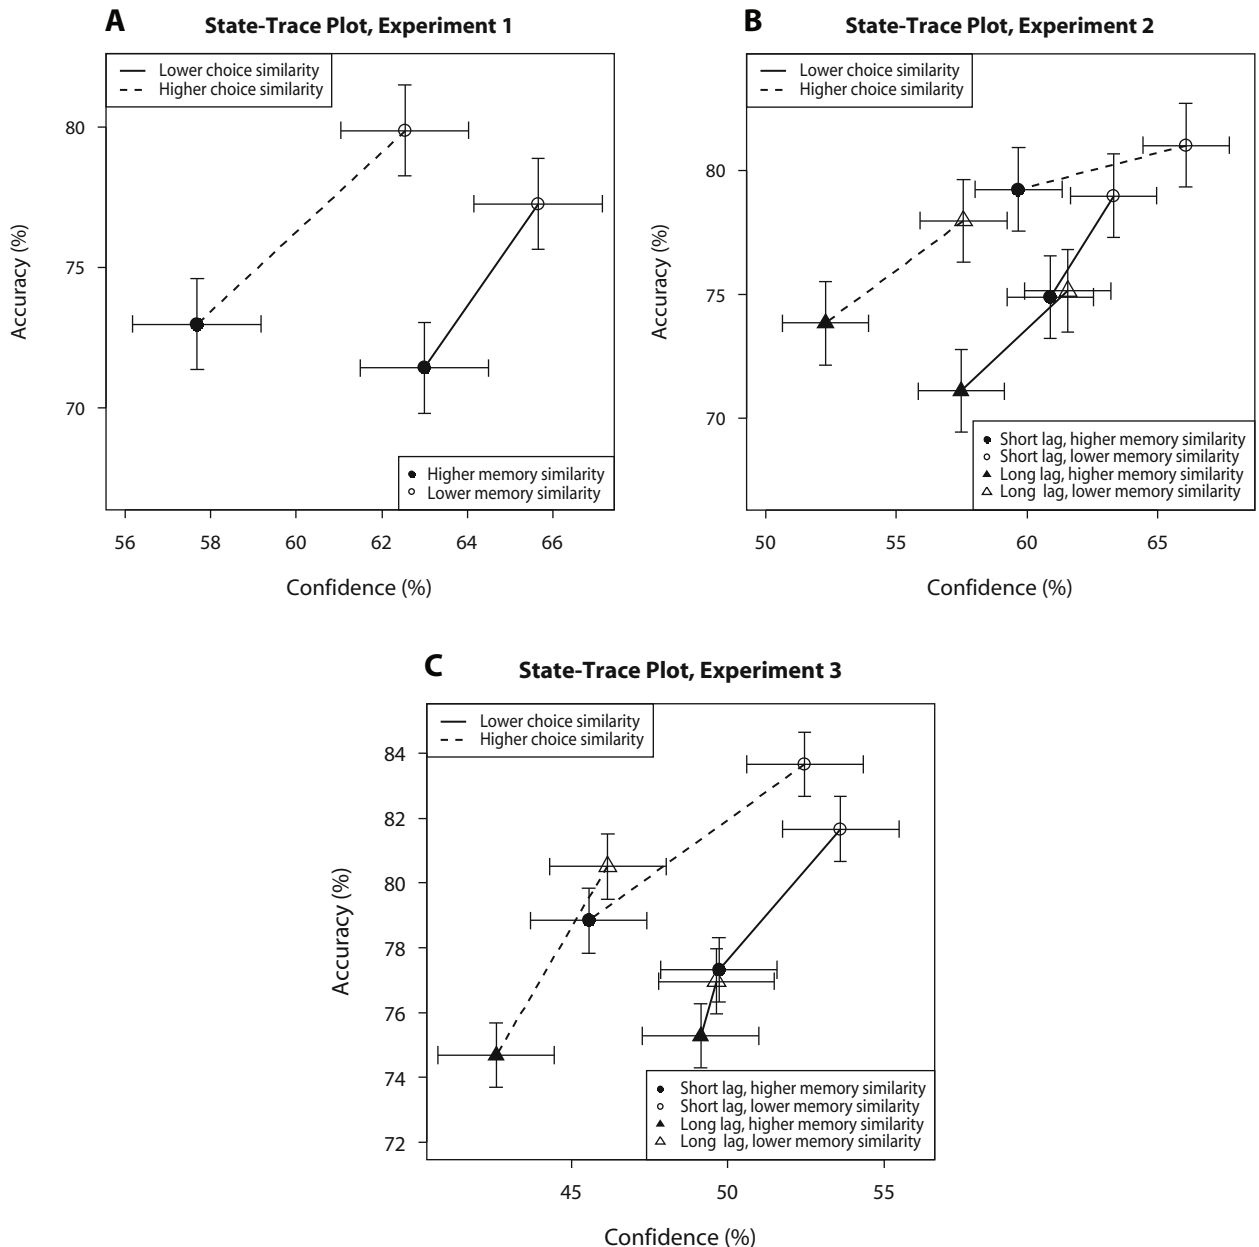 A
State-Trace Plot, Experiment 1
Lower choice similarity
Higher choice similarity
80
75
70
Accuracy (%)
Higher memory similarity
Lower memory similarity
56 58 60 62 64 66
Confidence (%)
B
State-Trace Plot, Experiment 2
Lower choice similarity
Higher choice similarity
80
75
70
Accuracy (%)
Short lag, higher memory similarity
Short lag, lower memory similarity
Long lag, higher memory similarity
Long lag, lower memory similarity
50 55 60 65
Confidence (%)
C
State-Trace Plot, Experiment 3
Lower choice similarity
Higher choice similarity
84
82
80
78
76
74
72
Accuracy (%)
Short lag, higher memory similarity
Short lag, lower memory similarity
Long lag, higher memory similarity
Long lag, lower memory similarity
45 50 55
Confidence (%)